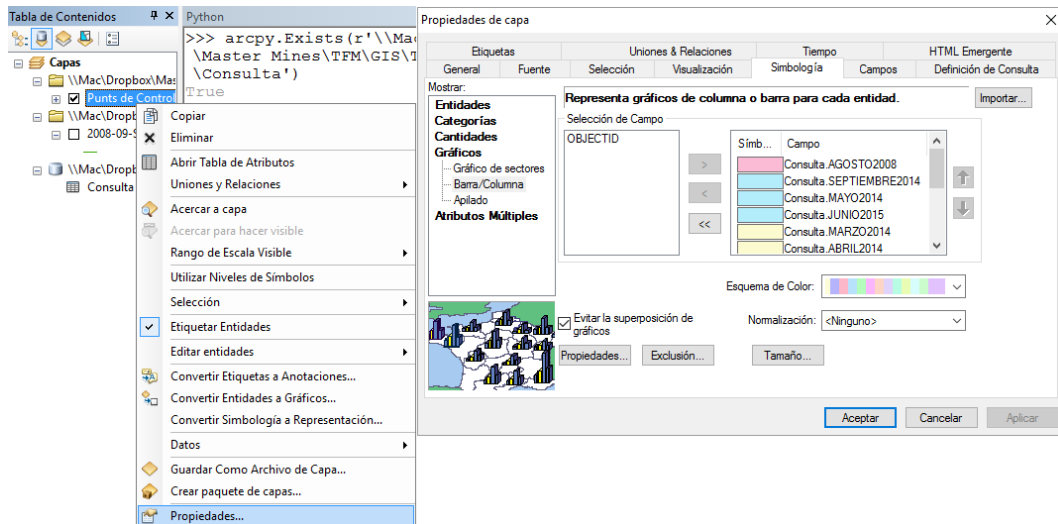 Tabla de Contenidos
Capas
\\Mac\Dropbox\Mas
Punts de Control
\\Mac\Dropb
2008-09-S
\\Mac\Dropb
Consulta
Python
>>> arcpy.Exists(r'\\Mac
\Master Mines\TFM\GIS\T
\Consulta')
True
Copiar
Eliminar
Abrir Tabla de Atributos
Uniones y Relaciones
Acercar a capa
Acercar para hacer visible
Rango de Escala Visible
Utilizar Niveles de Símbolos
Selección
Etiquetar Entidades
Editar entidades
Convertir Etiquetas a Anotaciones...
Convertir Entidades a Gráficos...
Convertir Simbología a Representación...
Datos
Guardar Como Archivo de Capa...
Crear paquete de capas...
Propiedades...
Propiedades de capa
Etiquetas Uniones & Relaciones Tiempo HTML Emergente
General Fuente Selección Visualización Simbología Campos Definición de Consulta
Mostrar:
Entidades
Categorías
Cantidades
Gráficos
Gráfico de sectores
Barra/Columna
Apilado
Atributos Múltiples
Representa gráficos de columna o barra para cada entidad.
Importar...
Selección de Campo
OBJECTID
>
<
<<
Símb... Campo
Consulta.AGOSTO2008
Consulta.SEPTIEMBRE2014
Consulta.MAYO2014
Consulta.JUNIO2015
Consulta.MARZO2014
Consulta.ABRIL2014
Esquema de Color:
Evitar la superposición de
gráficos
Normalización: <Ninguno>
Propiedades... Exclusión... Tamaño...
Aceptar Cancelar Aplicar